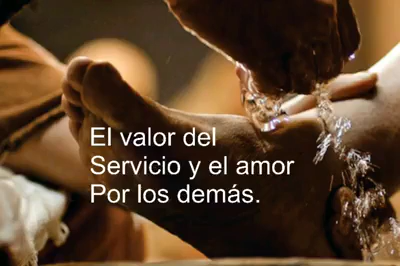 El valor del
Servicio y el amor
Por los demás.